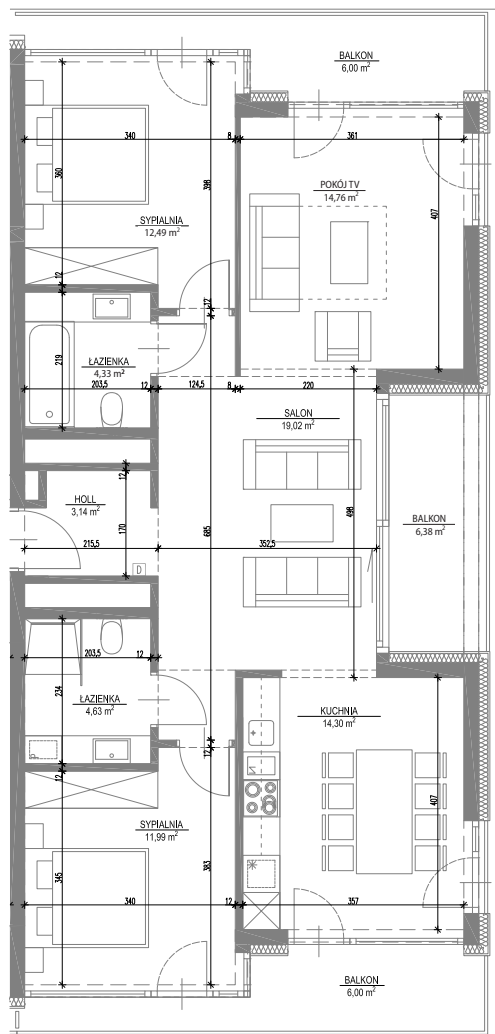 BALKON
6,00 m²
340
8
361
360
398
407
POKÓJ TV
14,76 m²
SYPIALNIA
12,49 m²
12
12
219
ŁAZIENKA
4,33 m²
203,5
12
124,5
8
220
SALON
19,02 m²
12
HOLL
3,14 m²
498
BALKON
6,38 m²
170
685
215,5
352,5
D
203,5
12
234
ŁAZIENKA
4,63 m²
KUCHNIA
14,30 m²
12
12
P
407
SYPIALNIA
11,99 m²
345
383
340
12
357
BALKON
6,00 m²